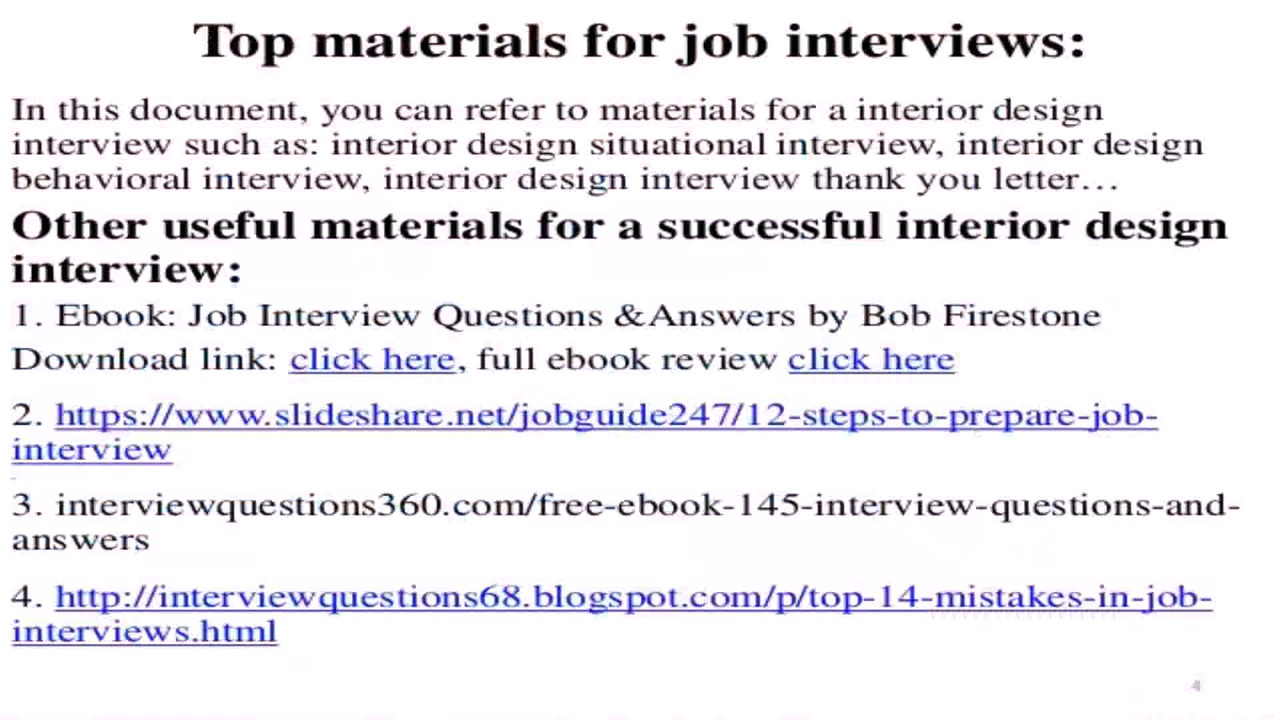 Top materials for job interviews:
In this document, you can refer to materials for a interior design
interview such as: interior design situational interview, interior design
behavioral interview, interior design interview thank you letter…
Other useful materials for a successful interior design
interview:
1. Ebook: Job Interview Questions &Answers by Bob Firestone
Download link: click here, full ebook review click here
2. https://www.slideshare.net/jobguide247/12-steps-to-prepare-job-
interview
3. interviewquestions360.com/free-ebook-145-interview-questions-and-
answers
4. http://interviewquestions68.blogspot.com/p/top-14-mistakes-in-job-
interviews.html
4